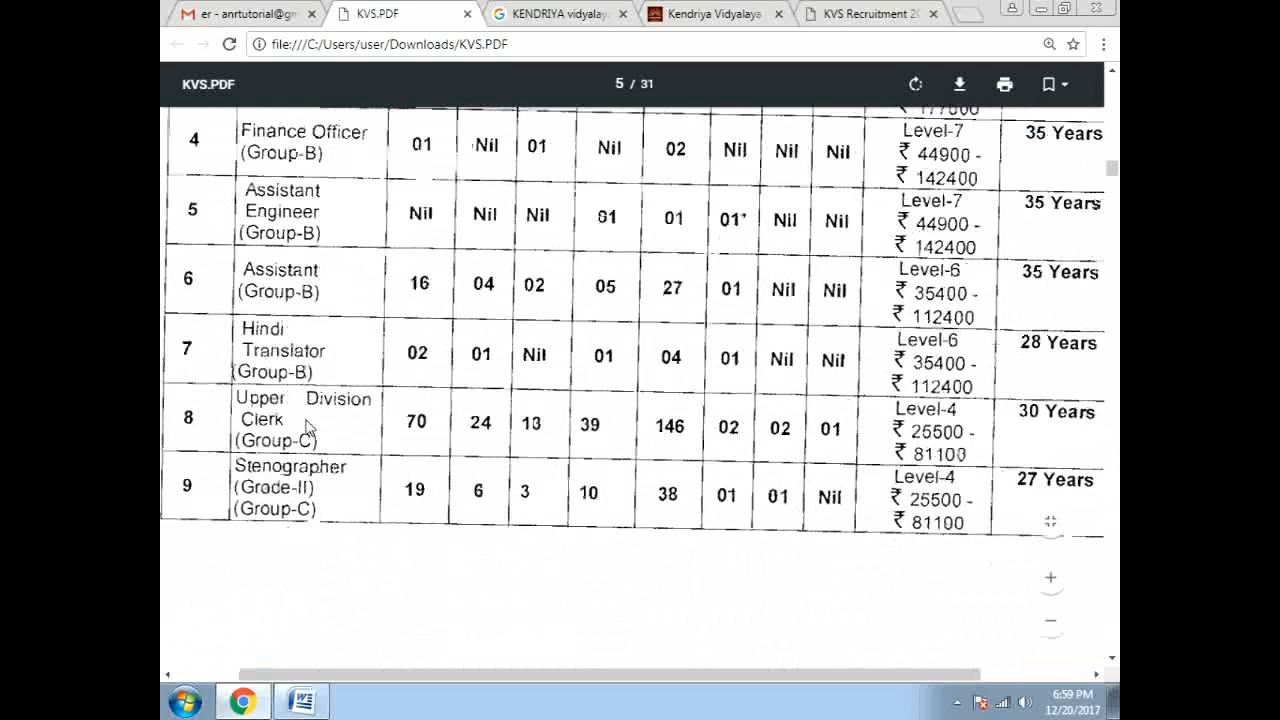 er - anrtutorial@gm
KVS.PDF
KENDRIYA vidyalay
Kendriya Vidyalaya
KVS Recruitment 20
file:///C:/Users/user/Downloads/KVS.PDF
KVS.PDF
5 / 31
177500
4 Finance Officer (Group-B) 01 Nil 01 Nil 02 Nil Nil Nil Level-7 ₹ 44900 - ₹ 142400 35 Years
5 Assistant Engineer (Group-B) Nil Nil Nil 01 01 01* Nil Nil Level-7 ₹ 44900 - ₹ 142400 35 Years
6 Assistant (Group-B) 16 04 02 05 27 01 Nil Nil Level-6 ₹ 35400 - ₹ 112400 35 Years
7 Hindi Translator (Group-B) 02 01 Nil 01 04 01 Nil Nil Level-6 ₹ 35400 - ₹ 112400 28 Years
8 Upper Division Clerk (Group-C) 70 24 13 39 146 02 02 01 Level-4 ₹ 25500 - ₹ 81100 30 Years
9 Stenographer (Grade-II) (Group-C) 19 6 3 10 38 01 01 Nil Level-4 ₹ 25500 - ₹ 81100 27 Years
6:59 PM
12/20/2017